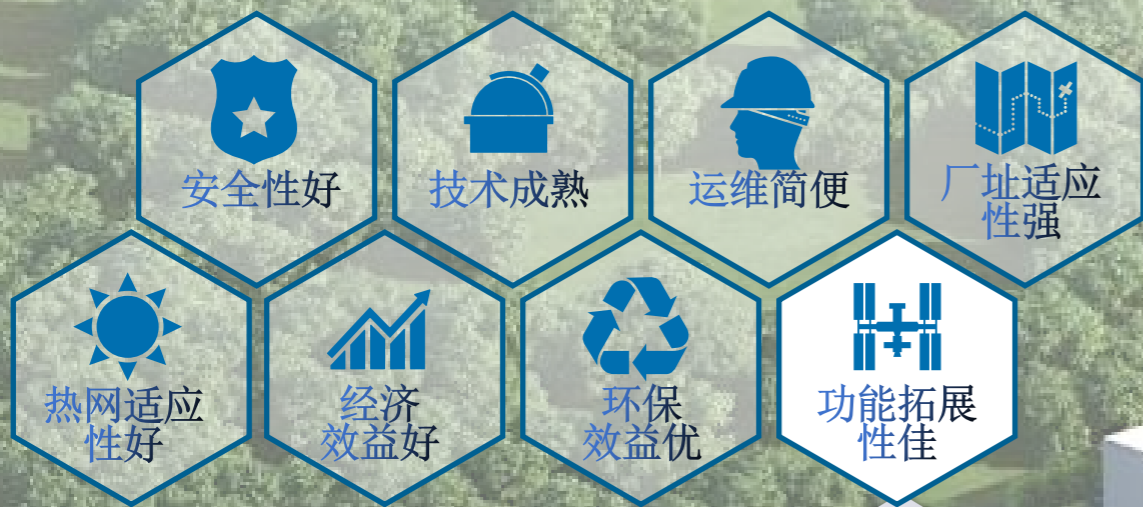 安全性好
技术成熟
运维简便
厂址适应
性强
热网适应
性好
经济
效益好
环保
效益优
功能拓展
性佳